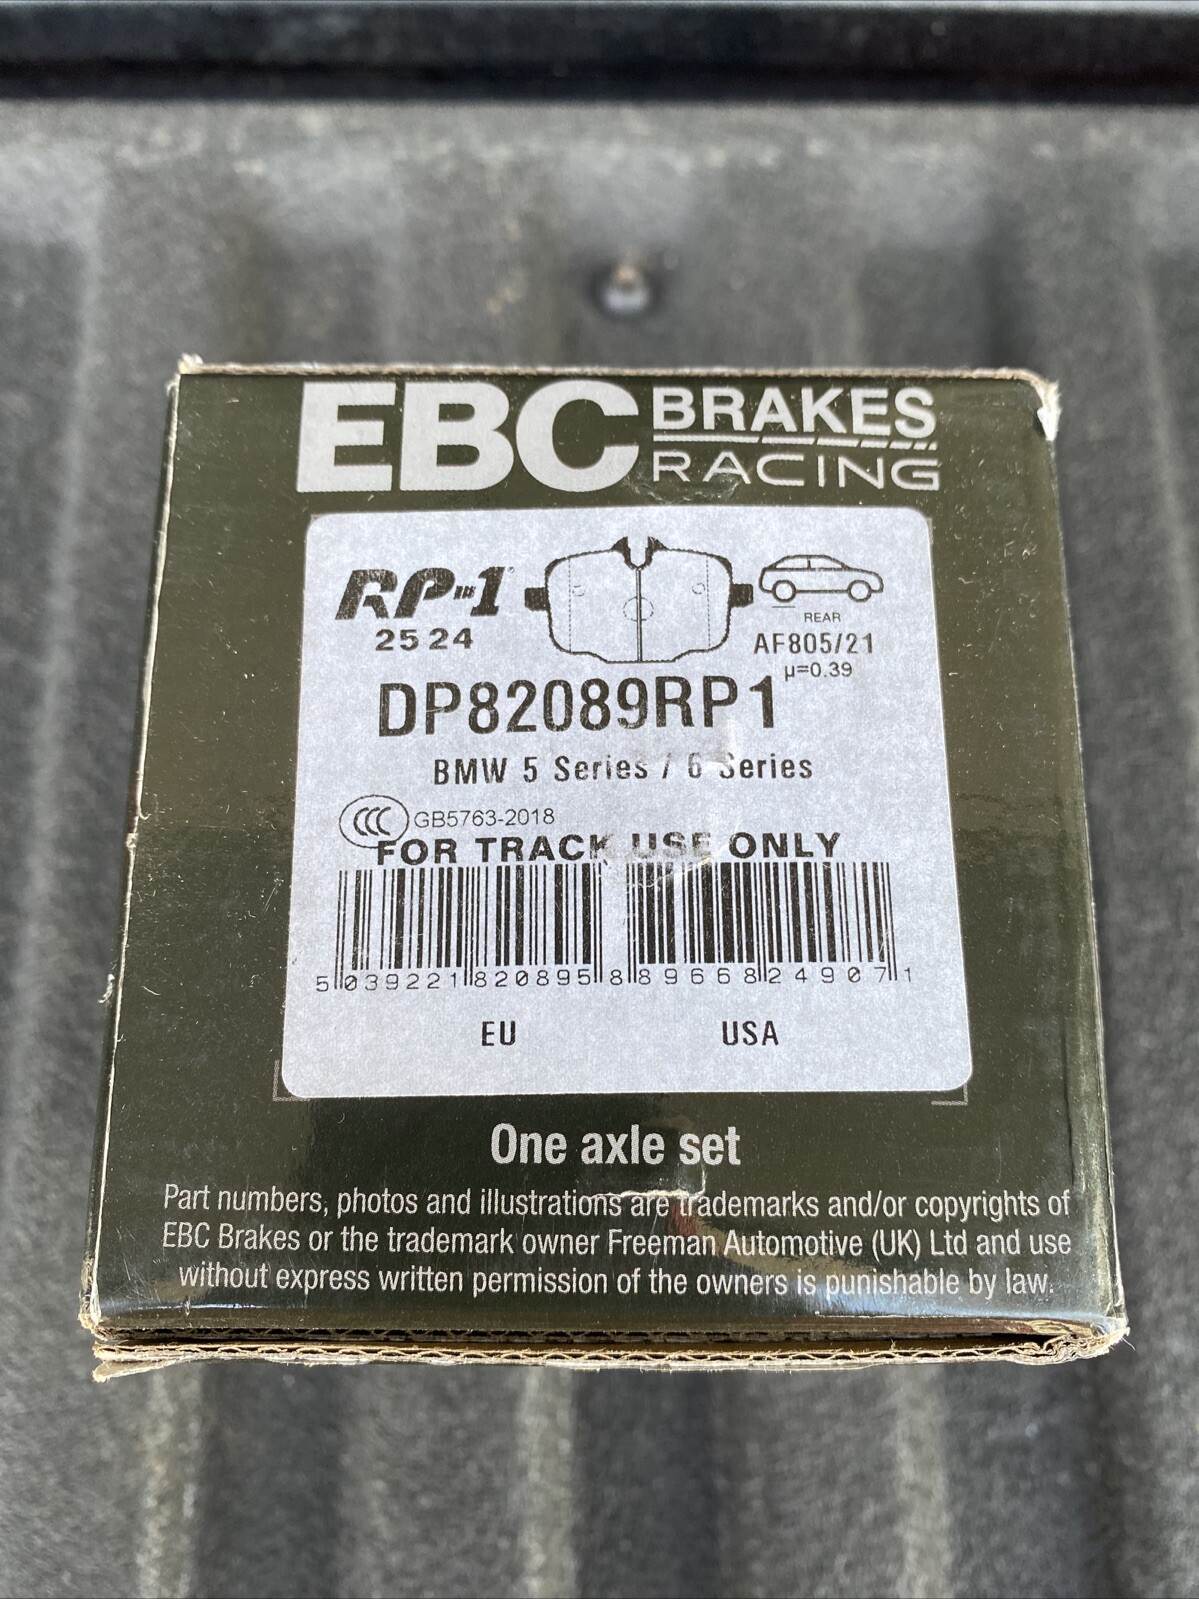 EBC BRAKES
RACING
RP-1®
25 24
REAR
AF805/21
µ=0.39
DP82089RP1
BMW 5 Series / 6 Series
CCC GB5763-2018
FOR TRACK USE ONLY
5 039221 820895 8 89668 24907 1
EU USA
One axle set
Part numbers, photos and illustrations are trademarks and/or copyrights of
EBC Brakes or the trademark owner Freeman Automotive (UK) Ltd and use
without express written permission of the owners is punishable by law.